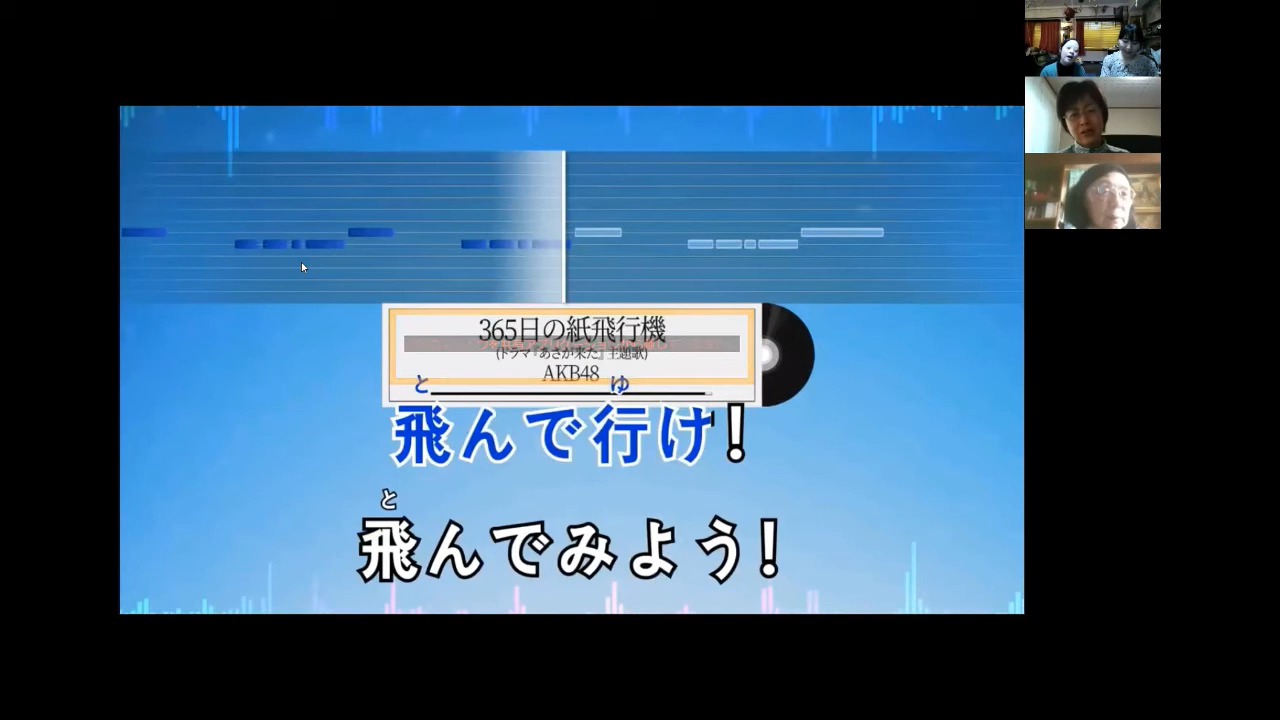 365日の紙飛行機
(ドラマ『あさが来た』主題歌)
AKB48
と ゆ
飛んで行け!
と
飛んでみよう!